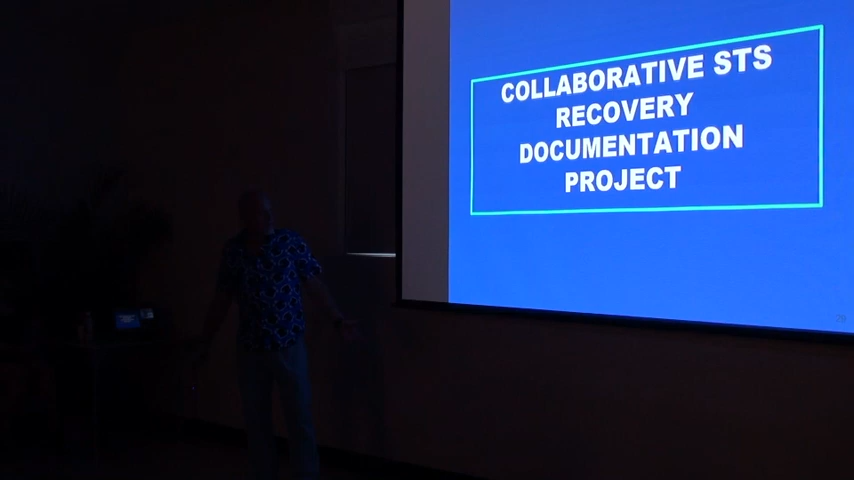 COLLABORATIVE STS
RECOVERY
DOCUMENTATION
PROJECT